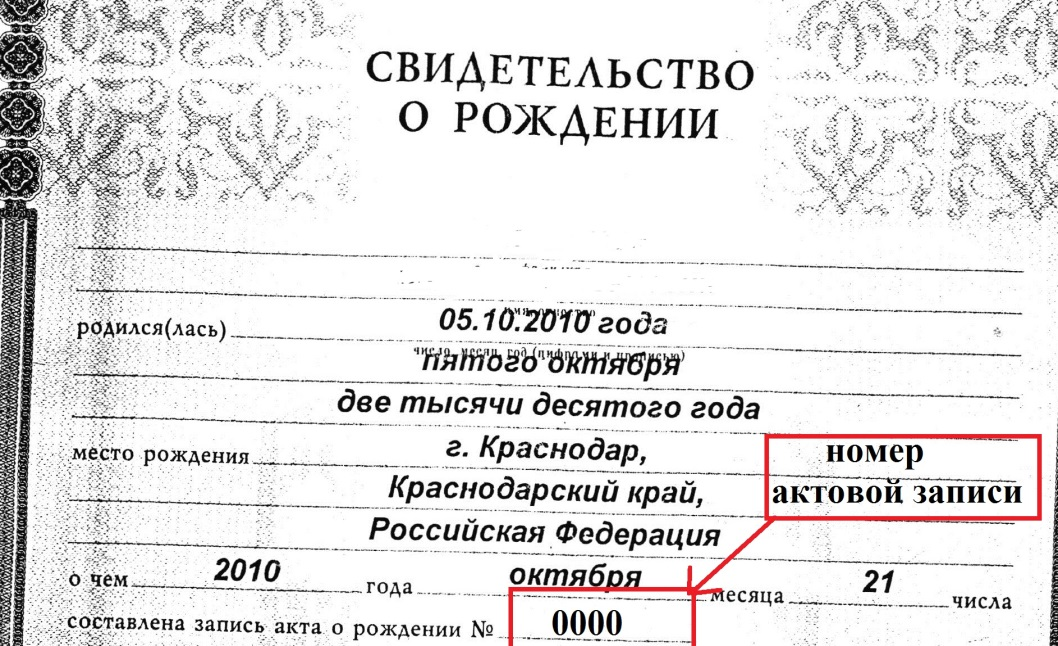 СВИДЕТЕЛЬСТВО
О РОЖДЕНИИ
родился(лась) 05.10.2010 года
число, месяц, год (цифрами и прописью)
пятого октября
две тысячи десятого года
место рождения г. Краснодар,
Краснодарский край,
Российская Федерация
номер
актовой записи
о чем 2010 года октября месяца 21 числа
составлена запись акта о рождении № 0000